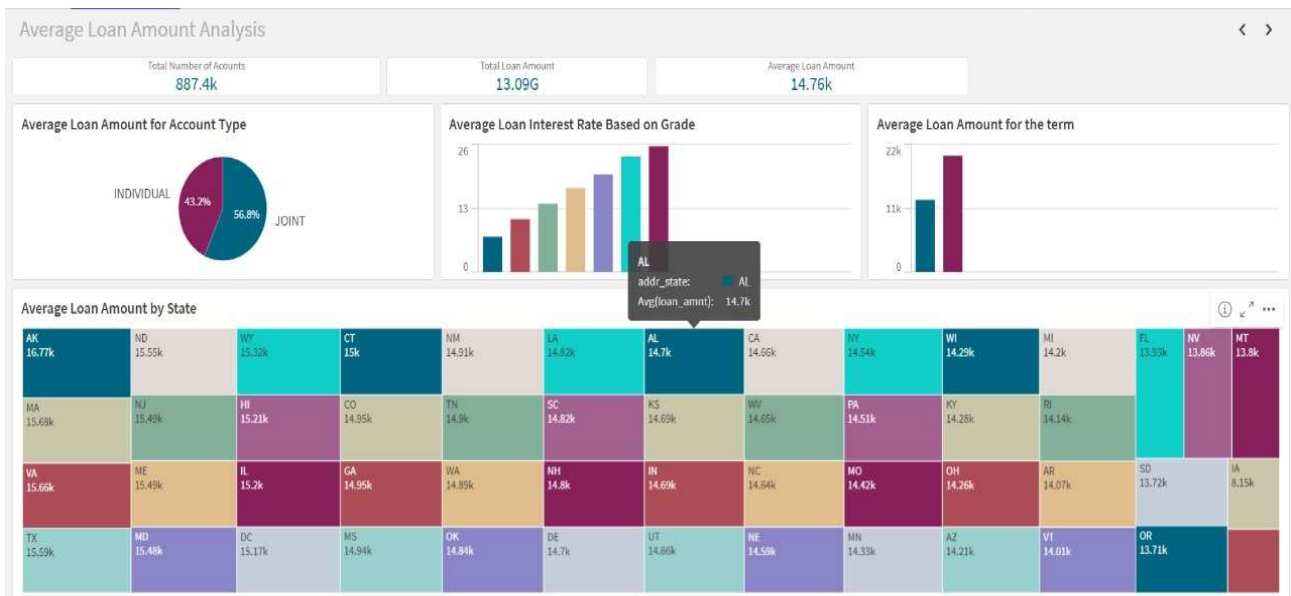 Average Loan Amount Analysis
Total Number of Acounts
887.4k
Total Loan Amount
13.09G
Average Loan Amount
14.76k
Average Loan Amount for Account Type
INDIVIDUAL
43.2%
56.8%
JOINT
Average Loan Interest Rate Based on Grade
26
13
0
Average Loan Amount for the term
22k
11k
0
AL
addr_state: AL
Avg(loan_amnt): 14.7k
Average Loan Amount by State
AK ND WY CT NM LA AL CA NY WI MI FL NV MT
16.77k 15.55k 15.32k 15k 14.91k 14.82k 14.7k 14.66k 14.54k 14.29k 14.2k 13.93k 13.86k 13.8k
MA NJ HI CO TN SC KS WV PA KY RI
15.68k 15.49k 15.21k 14.95k 14.9k 14.82k 14.69k 14.65k 14.51k 14.28k 14.14k
VA ME IL GA WA NH IN NC MO OH AR SD IA
15.66k 15.49k 15.2k 14.95k 14.89k 14.8k 14.69k 14.64k 14.42k 14.26k 14.07k 13.72k 8.15k
TX MD DC MS OK DE UT NE MN AZ VT OR
15.59k 15.48k 15.17k 14.94k 14.84k 14.7k 14.66k 14.59k 14.33k 14.21k 14.01k 13.71k